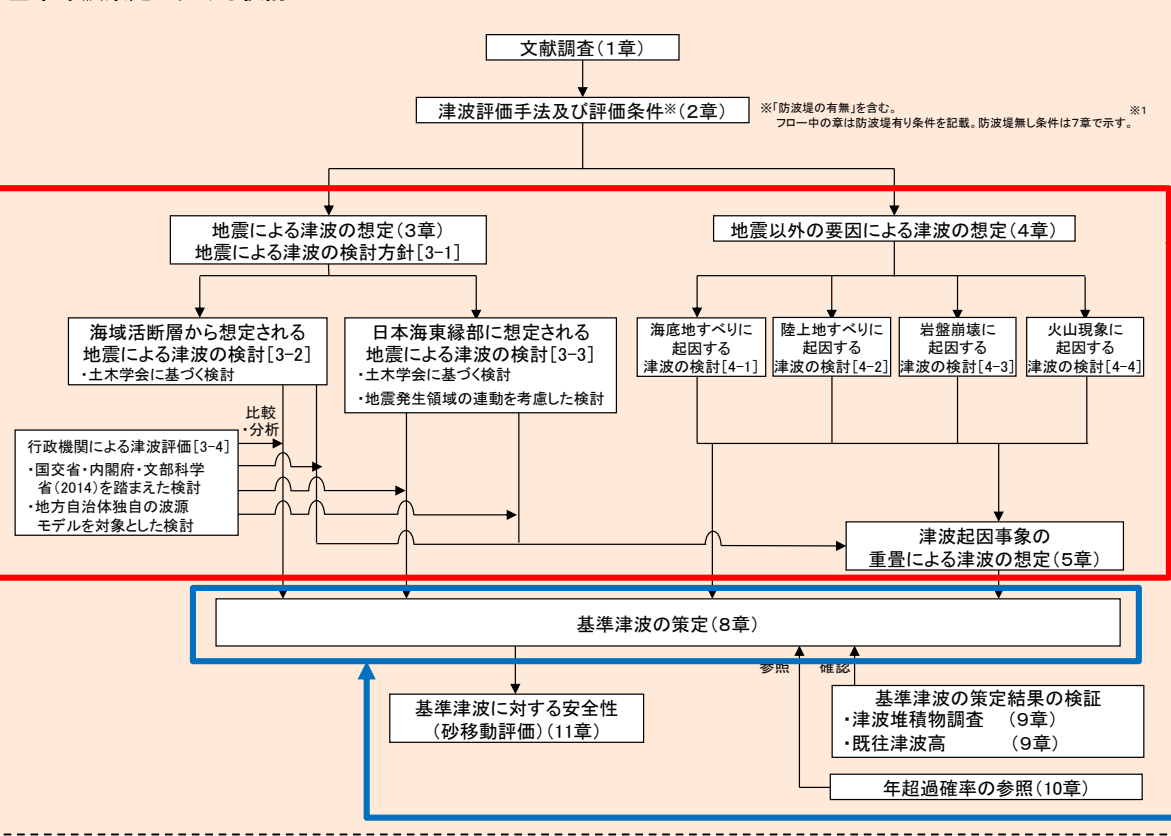 文献調査(1章)
津波評価手法及び評価条件※(2章)
※「防波堤の有無」を含む。
フロー中の章は防波堤有り条件を記載。防波堤無し条件は7章で示す。
※1
地震による津波の想定(3章)
地震による津波の検討方針[3-1]
地震以外の要因による津波の想定(4章)
海域活断層から想定される
地震による津波の検討[3-2]
・土木学会に基づく検討
日本海東縁部に想定される
地震による津波の検討[3-3]
・土木学会に基づく検討
・地震発生領域の連動を考慮した検討
海底地すべりに
起因する
津波の検討[4-1]
陸上地すべりに
起因する
津波の検討[4-2]
岩盤崩壊に
起因する
津波の検討[4-3]
火山現象に
起因する
津波の検討[4-4]
比較
・分析
行政機関による津波評価[3-4]
・国交省・内閣府・文部科学
省(2014)を踏まえた検討
・地方自治体独自の波源
モデルを対象とした検討
津波起因事象の
重畳による津波の想定(5章)
基準津波の策定(8章)
参照
確認
基準津波に対する安全性
(砂移動評価)(11章)
基準津波の策定結果の検証
・津波堆積物調査 (9章)
・既往津波高 (9章)
年超過確率の参照(10章)